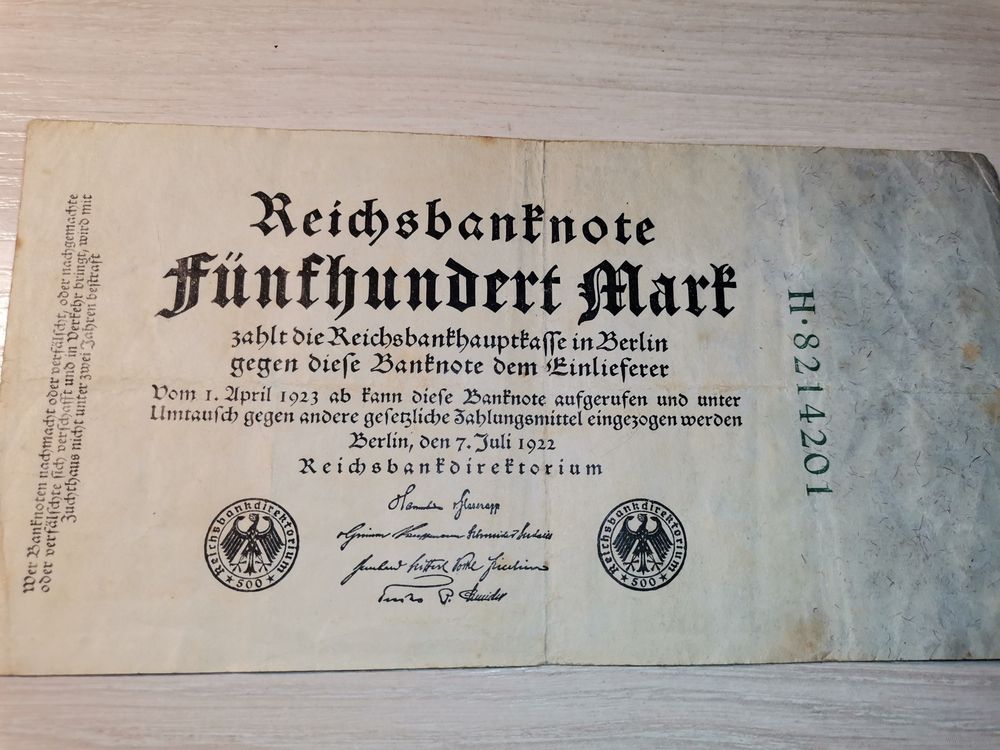 Reichsbanknote
Fünfhundert Mark
zahlt die Reichsbankhauptkasse in Berlin
gegen diese Banknote dem Einlieferer
Vom 1. April 1923 ab kann diese Banknote aufgerufen und unter
Umtausch gegen andere gesetzliche Zahlungsmittel eingezogen werden
Berlin, den 7. Juli 1922
Reichsbankdirektorium
Reichsbankdirektorium
500
Reichsbankdirektorium
500
Wer Banknoten nachmacht oder verfälscht, oder nachgemachte
oder verfälschte sich verschafft und in Verkehr bringt, wird mit
Zuchthaus nicht unter zwei Jahren bestraft
H·8214201